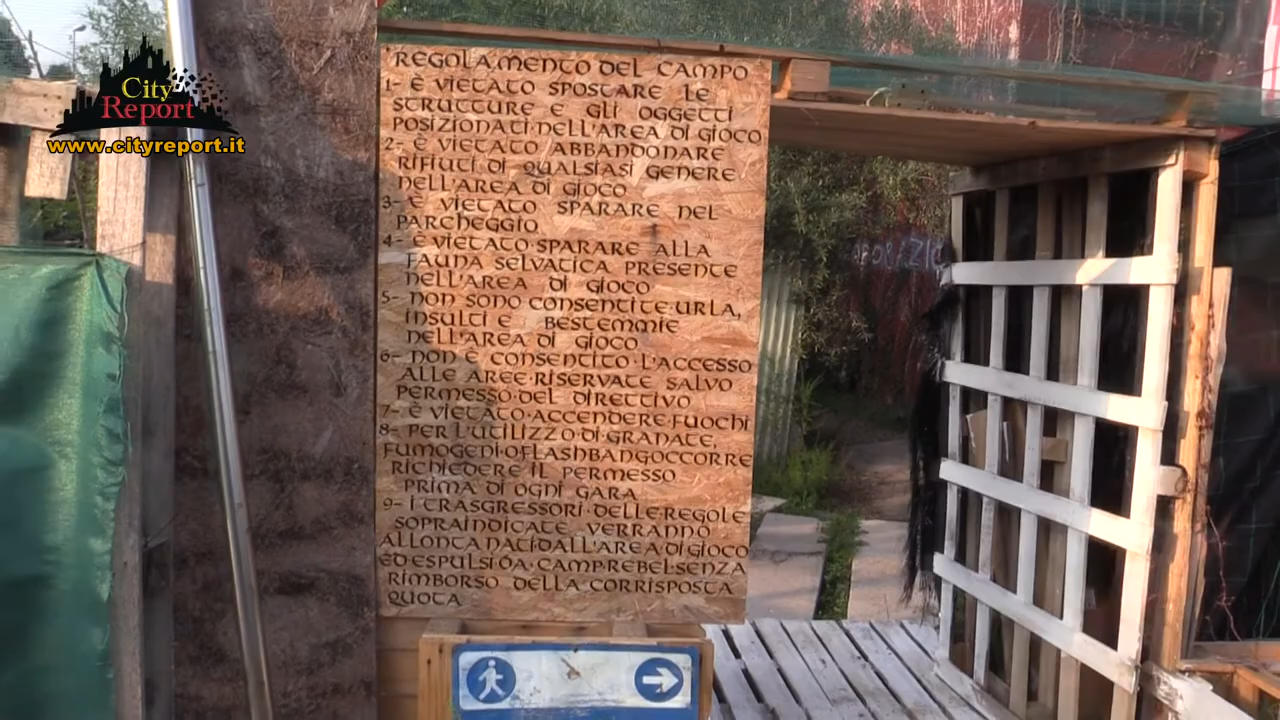 City
Report
www.cityreport.it
REGOLAMENTO DEL CAMPO
1- È VIETATO SPOSTARE LE
STRUTTURE E GLI OGGETTI
POSIZIONATI NELL'AREA DI GIOCO
2- È VIETATO ABBANDONARE
RIFIUTI DI QUALSIASI GENERE
NELL'AREA DI GIOCO
3- È VIETATO SPARARE NEL
PARCHEGGIO
4- È VIETATO·SPARARE ALLA
FAUNA SELVATICA PRESENTE
NELL'AREA DI GIOCO
5- NON SONO CONSENTITE·URLA,
INSULTI E BESTEMMIE
NELL'AREA DI GIOCO
6- NON È CONSENTITO·L'ACCESSO
ALLE AREE·RISERVATE SALVO
PERMESSO·DEL DIRETTIVO
7- È VIETATO·ACCENDERE·FUOCHI
8- PER L'UTILIZZO·DI·GRANATE,
FUMOGENI·O·FLASHBANG OCCORRE
RICHIEDERE IL PERMESSO
PRIMA DI OGNI GARA
9- I TRASGRESSORI·DELLE·REGOLE
SOPRAINDICATE VERRANNO
ALLONTANATI DALL'AREA DI GIOCO
ED ESPULSI DA·CAMP REBEL·SENZA
RIMBORSO DELLA CORRISPOSTA
QUOTA